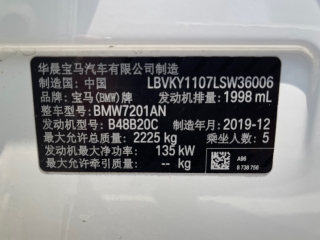 华晨宝马汽车有限公司制造
制造国：中国 LBVKY1107LSW36006
品牌：宝马(BMW)牌 发动机排量：1998 mL
整车型号：BMW7201AN
发动机型号：B48B20C 制造年月：2019-12
最大允许总质量：2225 kg 乘坐人数：5
发动机最大净功率：135 kW
最大允许牵引质量：--- kg
A96
B 738 756